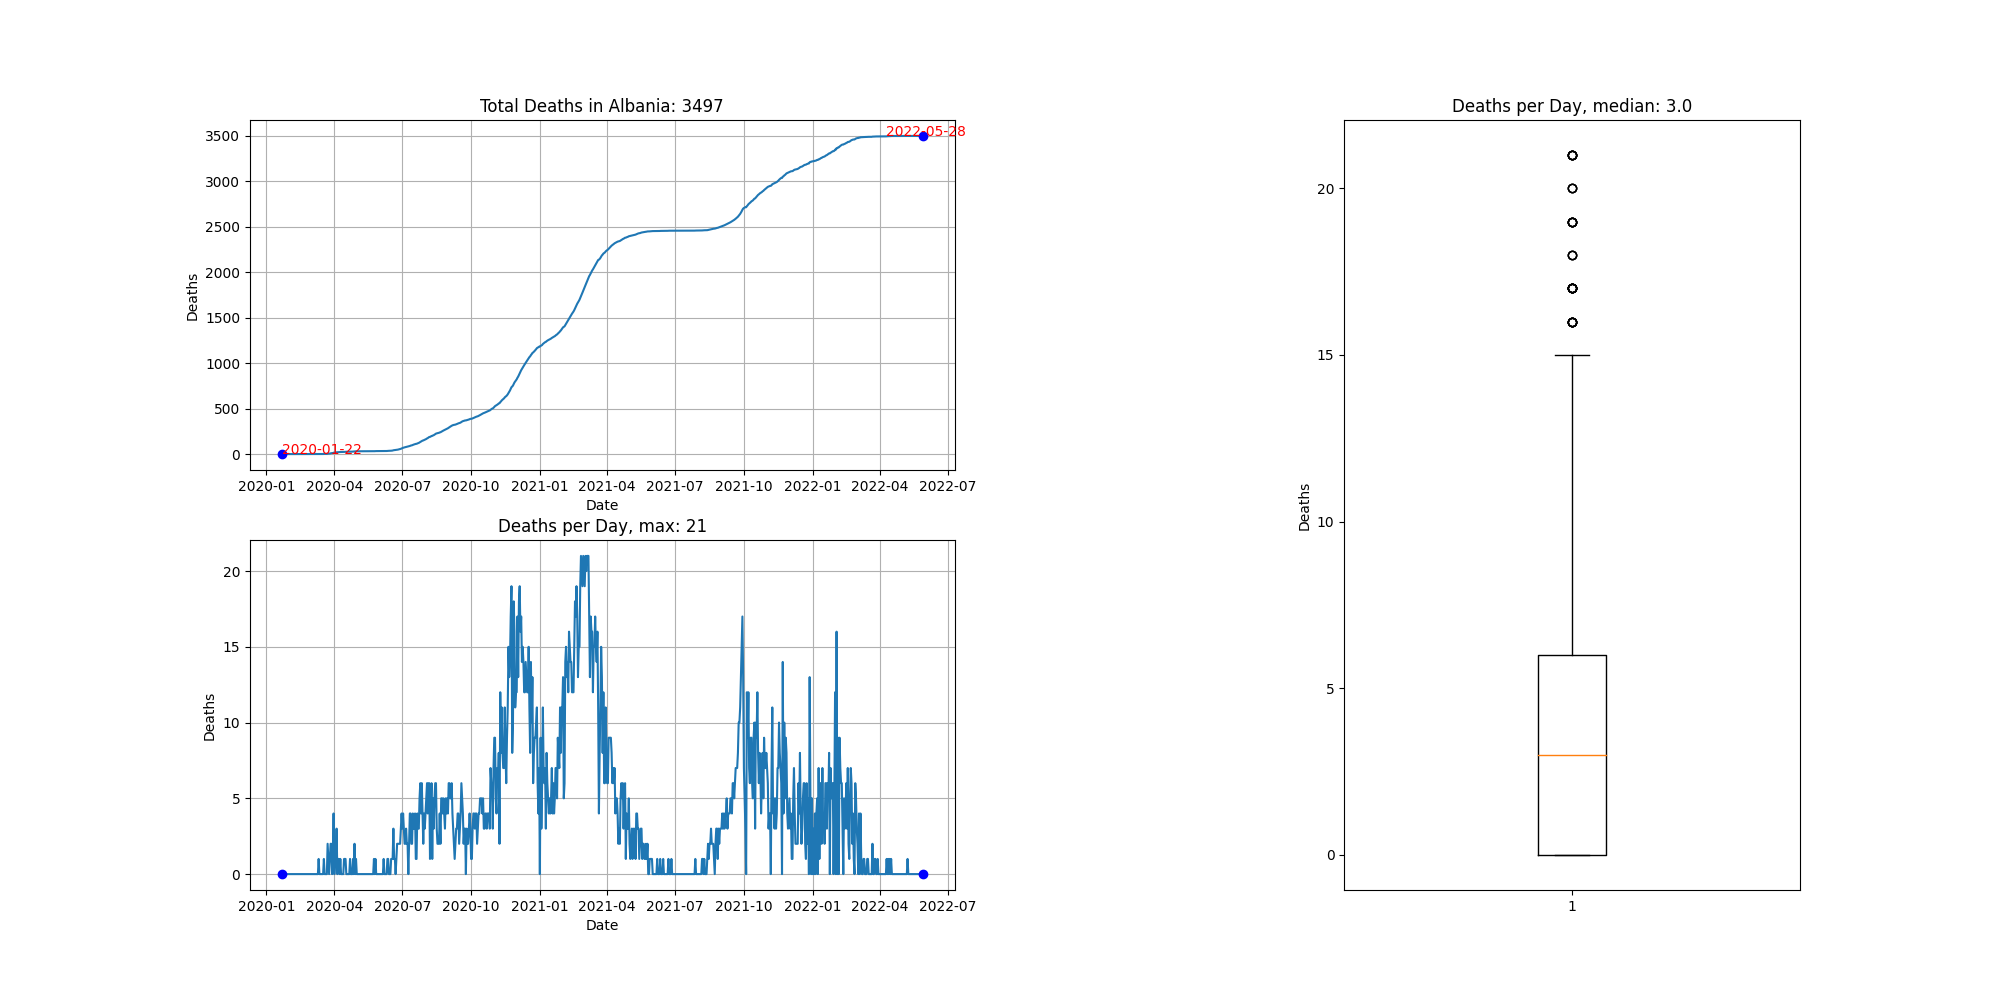 Total Deaths in Albania: 3497
Deaths
3500
3000
2500
2000
1500
1000
500
0
2022-05-28
2020-01-22
2020-01 2020-04 2020-07 2020-10 2021-01 2021-04 2021-07 2021-10 2022-01 2022-04 2022-07
Date
Deaths per Day, max: 21
Deaths
20
15
10
5
0
2020-01 2020-04 2020-07 2020-10 2021-01 2021-04 2021-07 2021-10 2022-01 2022-04 2022-07
Date
Deaths per Day, median: 3.0
Deaths
20
15
10
5
0
1